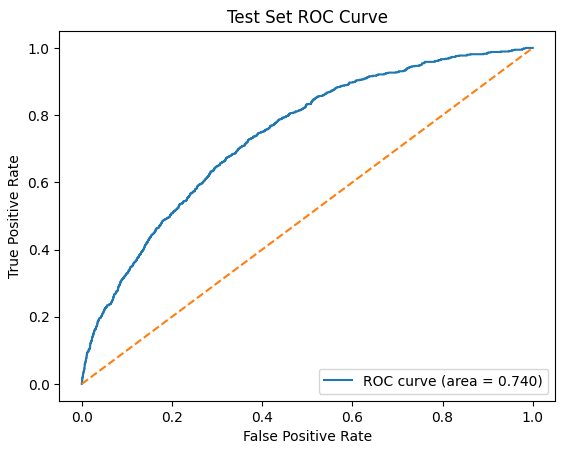 Test Set ROC Curve
True Positive Rate
1.0
0.8
0.6
0.4
0.2
0.0
ROC curve (area = 0.740)
0.0 0.2 0.4 0.6 0.8 1.0
False Positive Rate